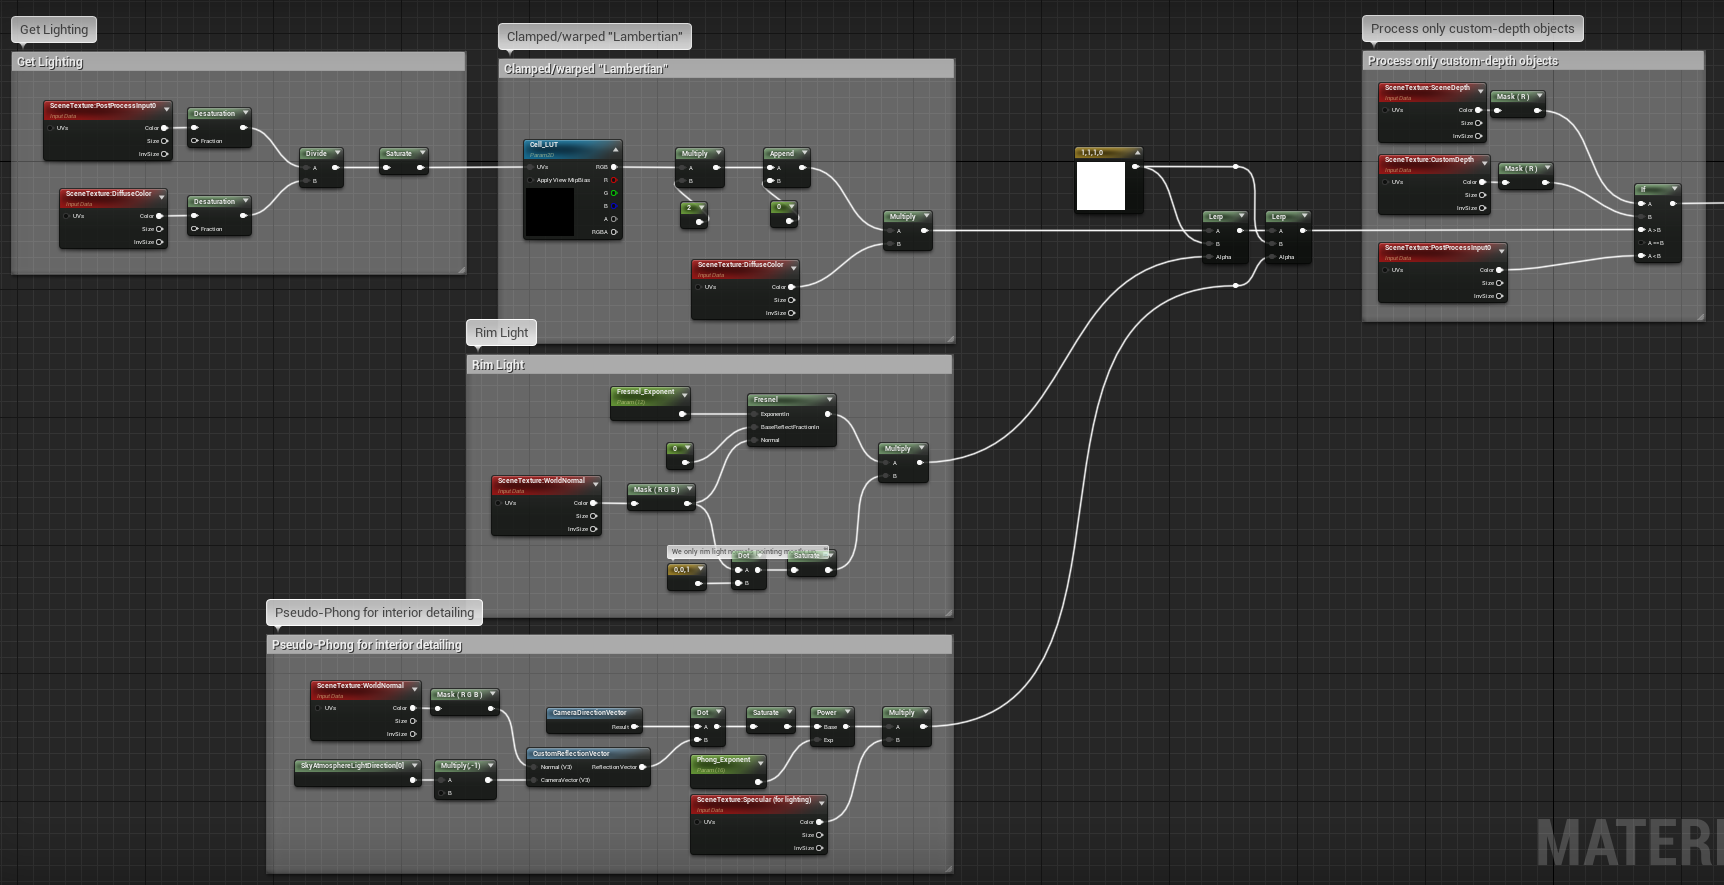 Get Lighting
Get Lighting
SceneTexture:PostProcessInput0
Input Data
UVs
Color
Size
InvSize
Desaturation
Fraction
SceneTexture:DiffuseColor
Input Data
UVs
Color
Size
InvSize
Desaturation
Fraction
Divide
A
B
Saturate
Clamped/warped "Lambertian"
Clamped/warped "Lambertian"
Cell_LUT
Param2D
UVs
RGB
Apply View MipBias
R
G
B
A
RGBA
Multiply
A
B
2
Append
A
B
0
SceneTexture:DiffuseColor
Input Data
UVs
Color
Size
InvSize
Multiply
A
B
1,1,1,0
Lerp
A
B
Alpha
Lerp
A
B
Alpha
Process only custom-depth objects
Process only custom-depth objects
SceneTexture:SceneDepth
Input Data
UVs
Color
Size
InvSize
Mask ( R )
SceneTexture:CustomDepth
Input Data
UVs
Color
Size
InvSize
Mask ( R )
SceneTexture:PostProcessInput0
Input Data
UVs
Color
Size
InvSize
If
A
B
A > B
A == B
A < B
Rim Light
Rim Light
Fresnel_Exponent
Param (12)
0
Fresnel
ExponentIn
BaseReflectFractionIn
Normal
SceneTexture:WorldNormal
Input Data
UVs
Color
Size
InvSize
Mask ( R G B )
We only rim light normals pointing
0,0,1
Dot
A
B
Saturate
Multiply
A
B
Pseudo-Phong for interior detailing
Pseudo-Phong for interior detailing
SceneTexture:WorldNormal
Input Data
UVs
Color
Size
InvSize
Mask ( R G B )
SkyAtmosphereLightDirection[0]
Multiply(,-1)
A
B
CameraDirectionVector
Result
CustomReflectionVector
Normal (V3)
ReflectionVector
CameraVector (V3)
Dot
A
B
Saturate
Power
Base
Exp
Multiply
A
B
Phong_Exponent
SceneTexture:Specular (for lighting)
Input Data
UVs
Color
Size
InvSize
MATERI